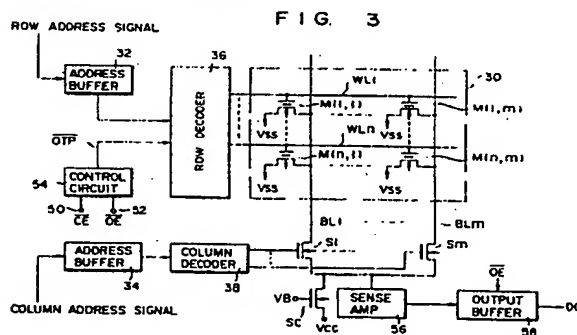 FIG. 3
ROW ADDRESS SIGNAL
32
36
30
ADDRESS BUFFER
ROW DECODER
WL1
M(1,1)
M(1,m)
VSS
VSS
WLn
OTP
M(n,1)
M(n,m)
54
CONTROL CIRCUIT
VSS
VSS
50
CE
OE
52
BL1
BLm
S1
Sm
ADDRESS BUFFER
COLUMN DECODER
34
38
COLUMN ADDRESS SIGNAL
VB
SC
VCC
SENSE AMP
56
OE
OUTPUT BUFFER
58